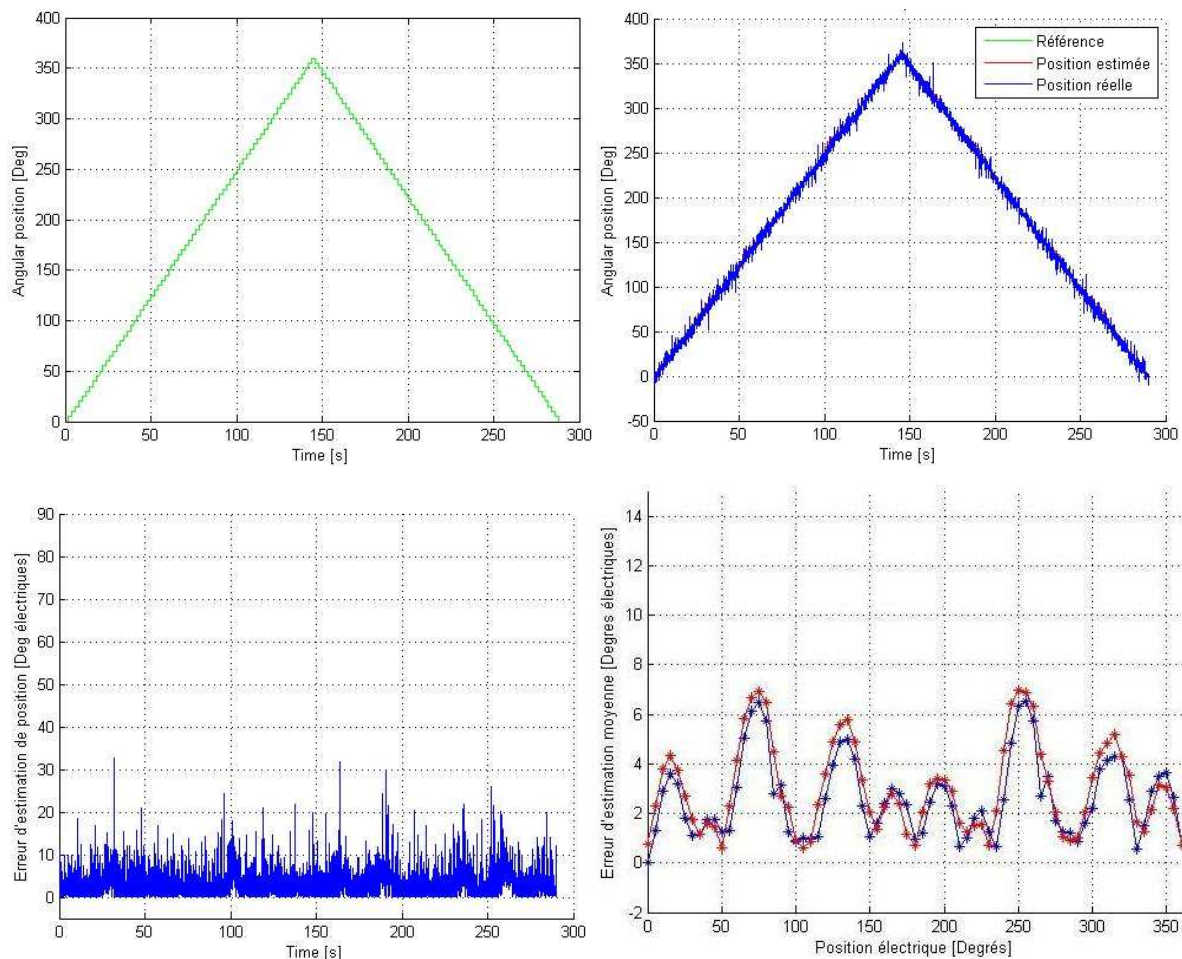 400
350
300
250
200
150
100
50
0
Angular position [Deg]
0 50 100 150 200 250 300
Time [s]
400
350
300
250
200
150
100
50
0
-50
Angular position [Deg]
0 50 100 150 200 250 300
Time [s]
Référence
Position estimée
Position réelle
90
80
70
60
50
40
30
20
10
0
Erreur d'estimation de position [Deg électriques]
0 50 100 150 200 250 300
Time [s]
14
12
10
8
6
4
2
0
-2
Erreur d'estimation moyenne [Degres électriques]
0 50 100 150 200 250 300 350
Position électrique [Degrés]